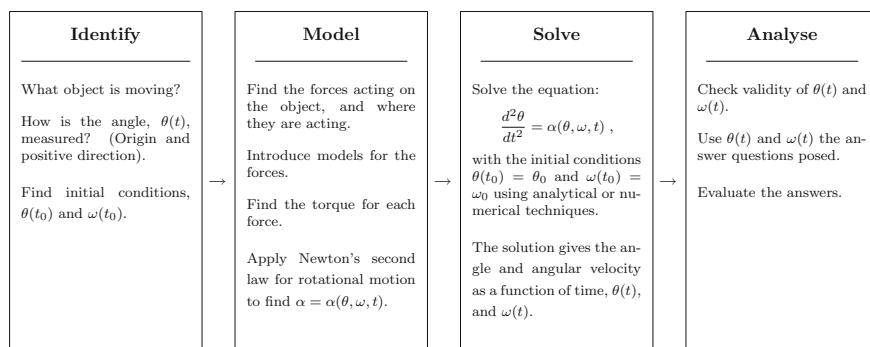 Identify
What object is moving?
How is the angle, θ(t),
measured? (Origin and
positive direction).
Find initial conditions,
θ(t₀) and ω(t₀).
→
Model
Find the forces acting on
the object, and where
they are acting.
Introduce models for the
forces.
Find the torque for each
force.
Apply Newton's second
law for rotational motion
to find α = α(θ, ω, t).
→
Solve
Solve the equation:
d²θ/dt² = α(θ, ω, t) ,
with the initial conditions
θ(t₀) = θ₀ and ω(t₀) =
ω₀ using analytical or nu-
merical techniques.
The solution gives the an-
gle and angular velocity
as a function of time, θ(t),
and ω(t).
→
Analyse
Check validity of θ(t) and
ω(t).
Use θ(t) and ω(t) the an-
swer questions posed.
Evaluate the answers.